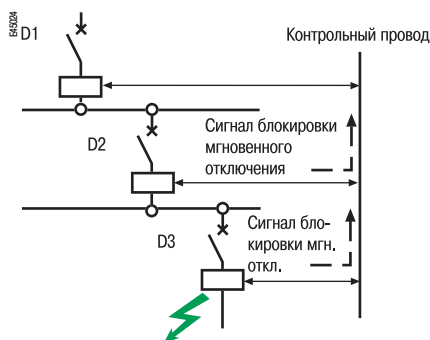 E45024
D1
Контрольный провод
D2
Сигнал блокировки
мгновенного
отключения
D3
Сигнал бло-
кировки мгн.
откл.